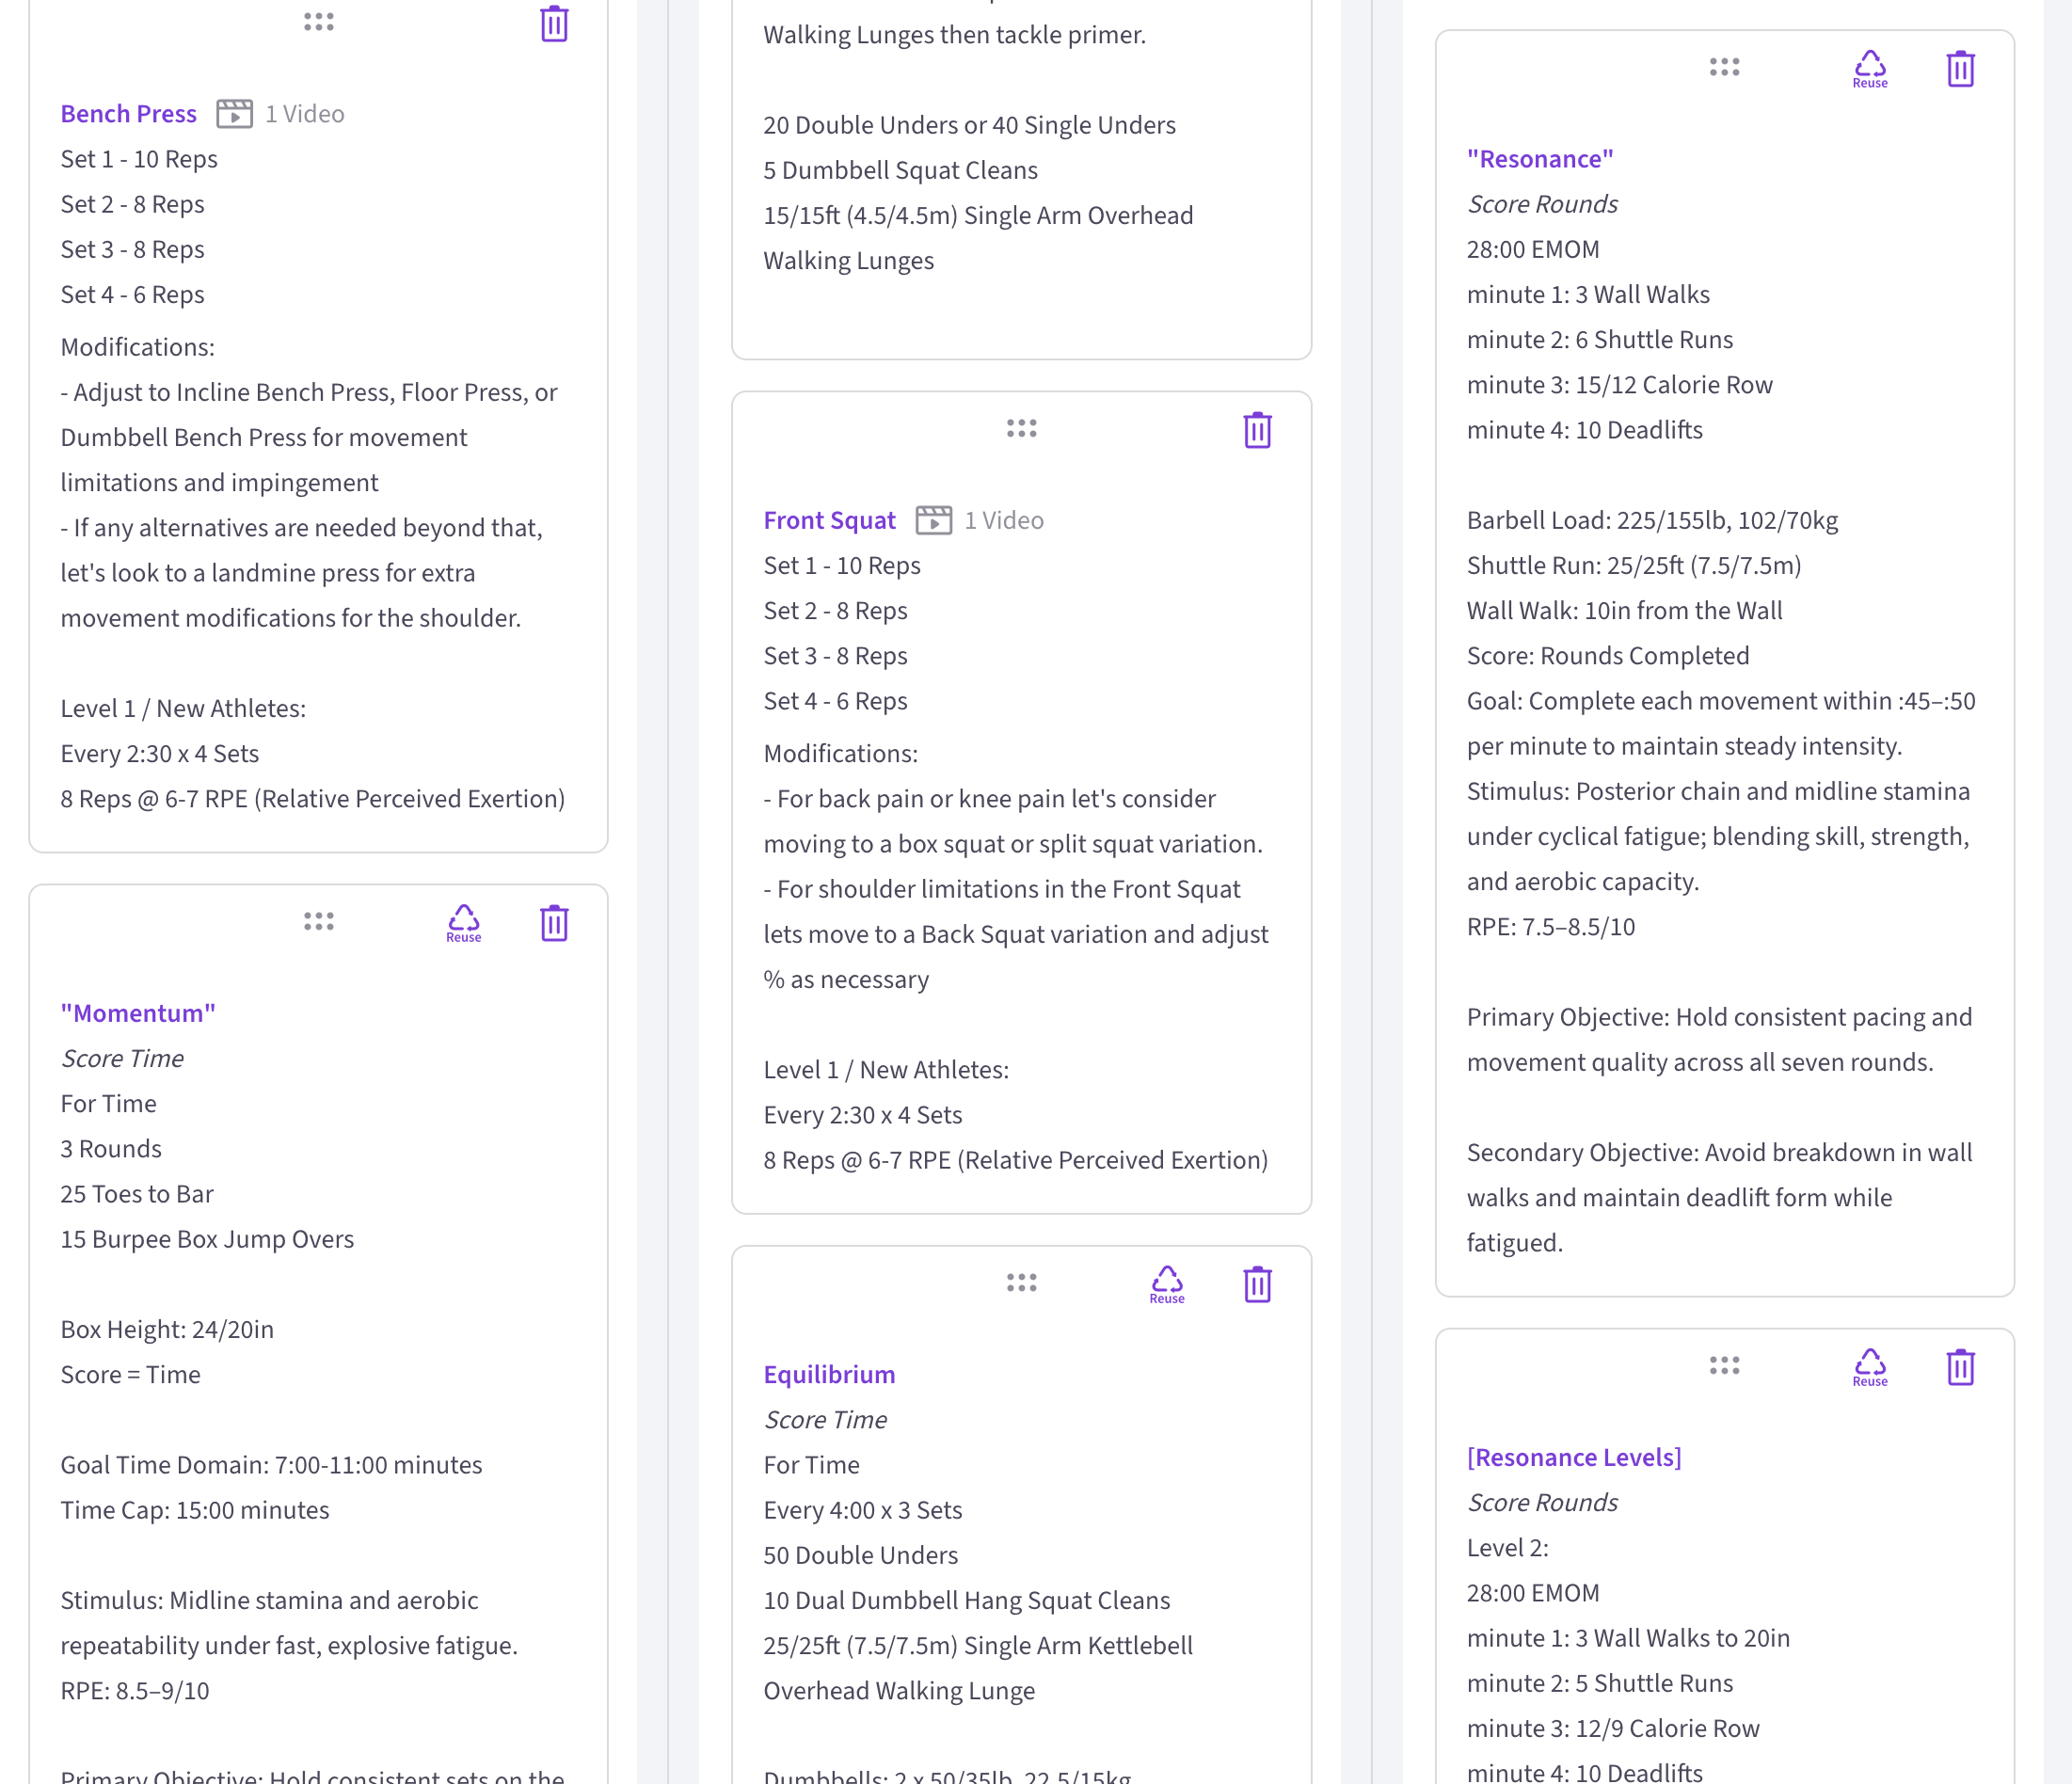 Bench Press 1 Video
Set 1 - 10 Reps
Set 2 - 8 Reps
Set 3 - 8 Reps
Set 4 - 6 Reps
Modifications:
- Adjust to Incline Bench Press, Floor Press, or
Dumbbell Bench Press for movement
limitations and impingement
- If any alternatives are needed beyond that,
let's look to a landmine press for extra
movement modifications for the shoulder.
Level 1 / New Athletes:
Every 2:30 x 4 Sets
8 Reps @ 6-7 RPE (Relative Perceived Exertion)
Reuse
"Momentum"
Score Time
For Time
3 Rounds
25 Toes to Bar
15 Burpee Box Jump Overs
Box Height: 24/20in
Score = Time
Goal Time Domain: 7:00-11:00 minutes
Time Cap: 15:00 minutes
Stimulus: Midline stamina and aerobic
repeatability under fast, explosive fatigue.
RPE: 8.5–9/10
Primary Objective: Hold consistent sets on the
Walking Lunges then tackle primer.
20 Double Unders or 40 Single Unders
5 Dumbbell Squat Cleans
15/15ft (4.5/4.5m) Single Arm Overhead
Walking Lunges
Front Squat 1 Video
Set 1 - 10 Reps
Set 2 - 8 Reps
Set 3 - 8 Reps
Set 4 - 6 Reps
Modifications:
- For back pain or knee pain let's consider
moving to a box squat or split squat variation.
- For shoulder limitations in the Front Squat
lets move to a Back Squat variation and adjust
% as necessary
Level 1 / New Athletes:
Every 2:30 x 4 Sets
8 Reps @ 6-7 RPE (Relative Perceived Exertion)
Reuse
Equilibrium
Score Time
For Time
Every 4:00 x 3 Sets
50 Double Unders
10 Dual Dumbbell Hang Squat Cleans
25/25ft (7.5/7.5m) Single Arm Kettlebell
Overhead Walking Lunge
Dumbbells: 2 x 50/35lb, 22.5/15kg
Reuse
"Resonance"
Score Rounds
28:00 EMOM
minute 1: 3 Wall Walks
minute 2: 6 Shuttle Runs
minute 3: 15/12 Calorie Row
minute 4: 10 Deadlifts
Barbell Load: 225/155lb, 102/70kg
Shuttle Run: 25/25ft (7.5/7.5m)
Wall Walk: 10in from the Wall
Score: Rounds Completed
Goal: Complete each movement within :45–:50
per minute to maintain steady intensity.
Stimulus: Posterior chain and midline stamina
under cyclical fatigue; blending skill, strength,
and aerobic capacity.
RPE: 7.5–8.5/10
Primary Objective: Hold consistent pacing and
movement quality across all seven rounds.
Secondary Objective: Avoid breakdown in wall
walks and maintain deadlift form while
fatigued.
Reuse
[Resonance Levels]
Score Rounds
Level 2:
28:00 EMOM
minute 1: 3 Wall Walks to 20in
minute 2: 5 Shuttle Runs
minute 3: 12/9 Calorie Row
minute 4: 10 Deadlifts